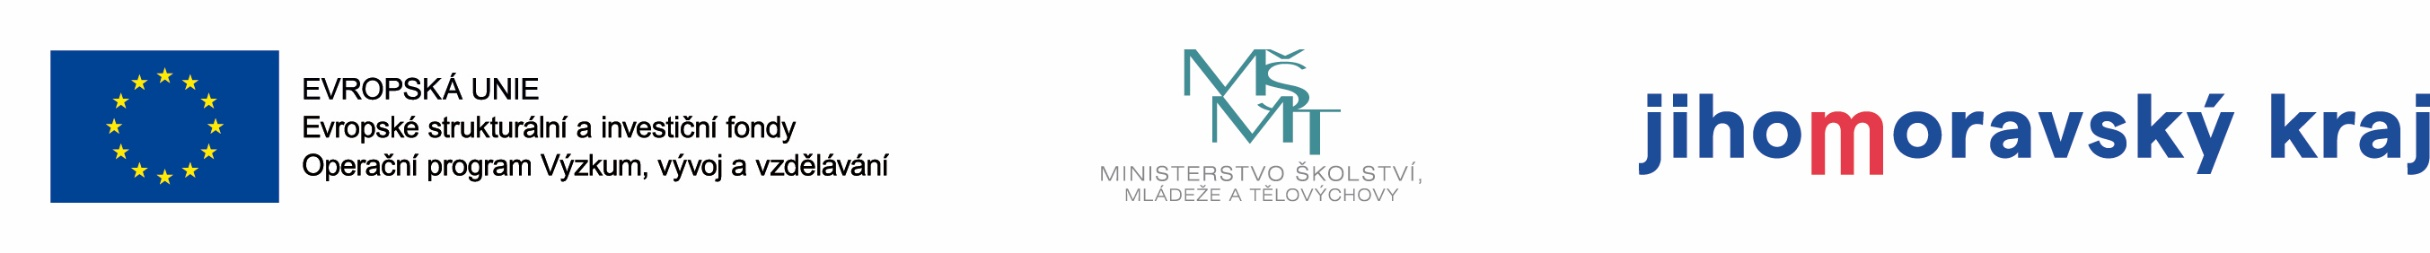 EVROPSKÁ UNIE
Evropské strukturální a investiční fondy
Operační program Výzkum, vývoj a vzdělávání
MŠMT
MINISTERSTVO ŠKOLSTVÍ,
MLÁDEŽE A TĚLOVÝCHOVY
jihomoravský kraj